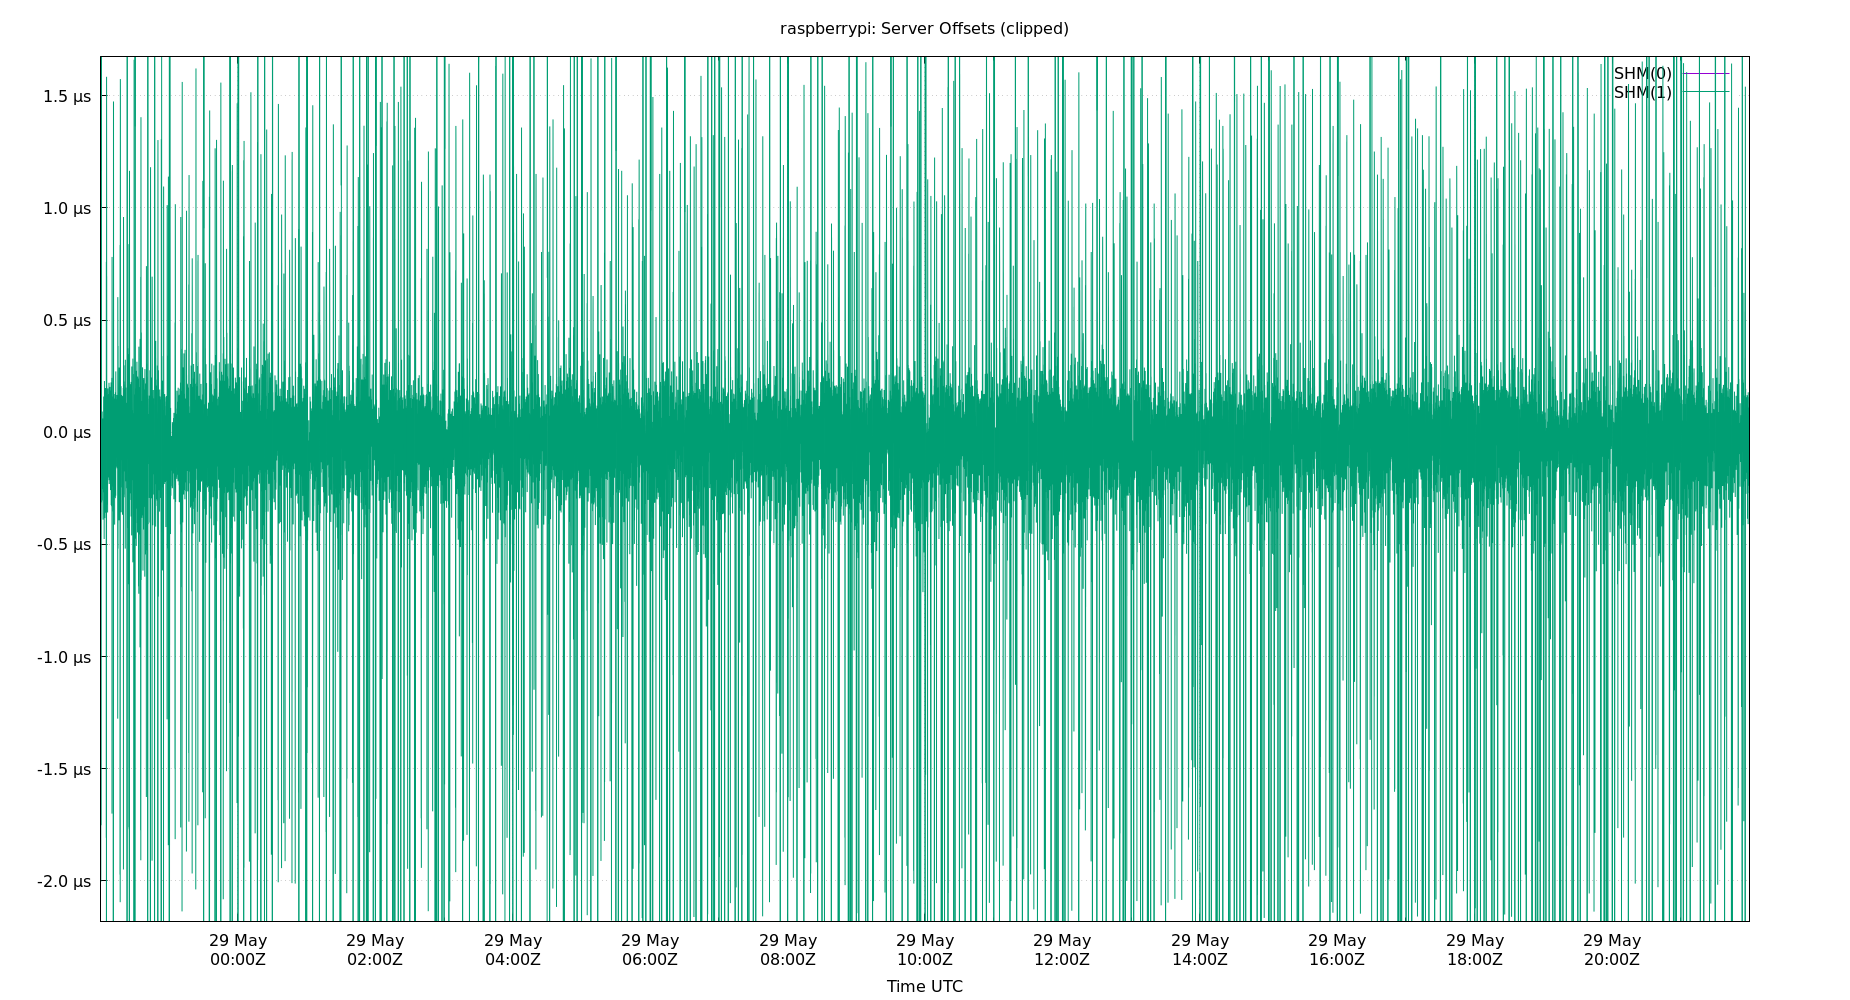 raspberrypi: Server Offsets (clipped)
SHM(0)
SHM(1)
1.5 µs
1.0 µs
0.5 µs
0.0 µs
-0.5 µs
-1.0 µs
-1.5 µs
-2.0 µs
29 May 29 May 29 May 29 May 29 May 29 May 29 May 29 May 29 May 29 May 29 May
00:00Z 02:00Z 04:00Z 06:00Z 08:00Z 10:00Z 12:00Z 14:00Z 16:00Z 18:00Z 20:00Z
Time UTC